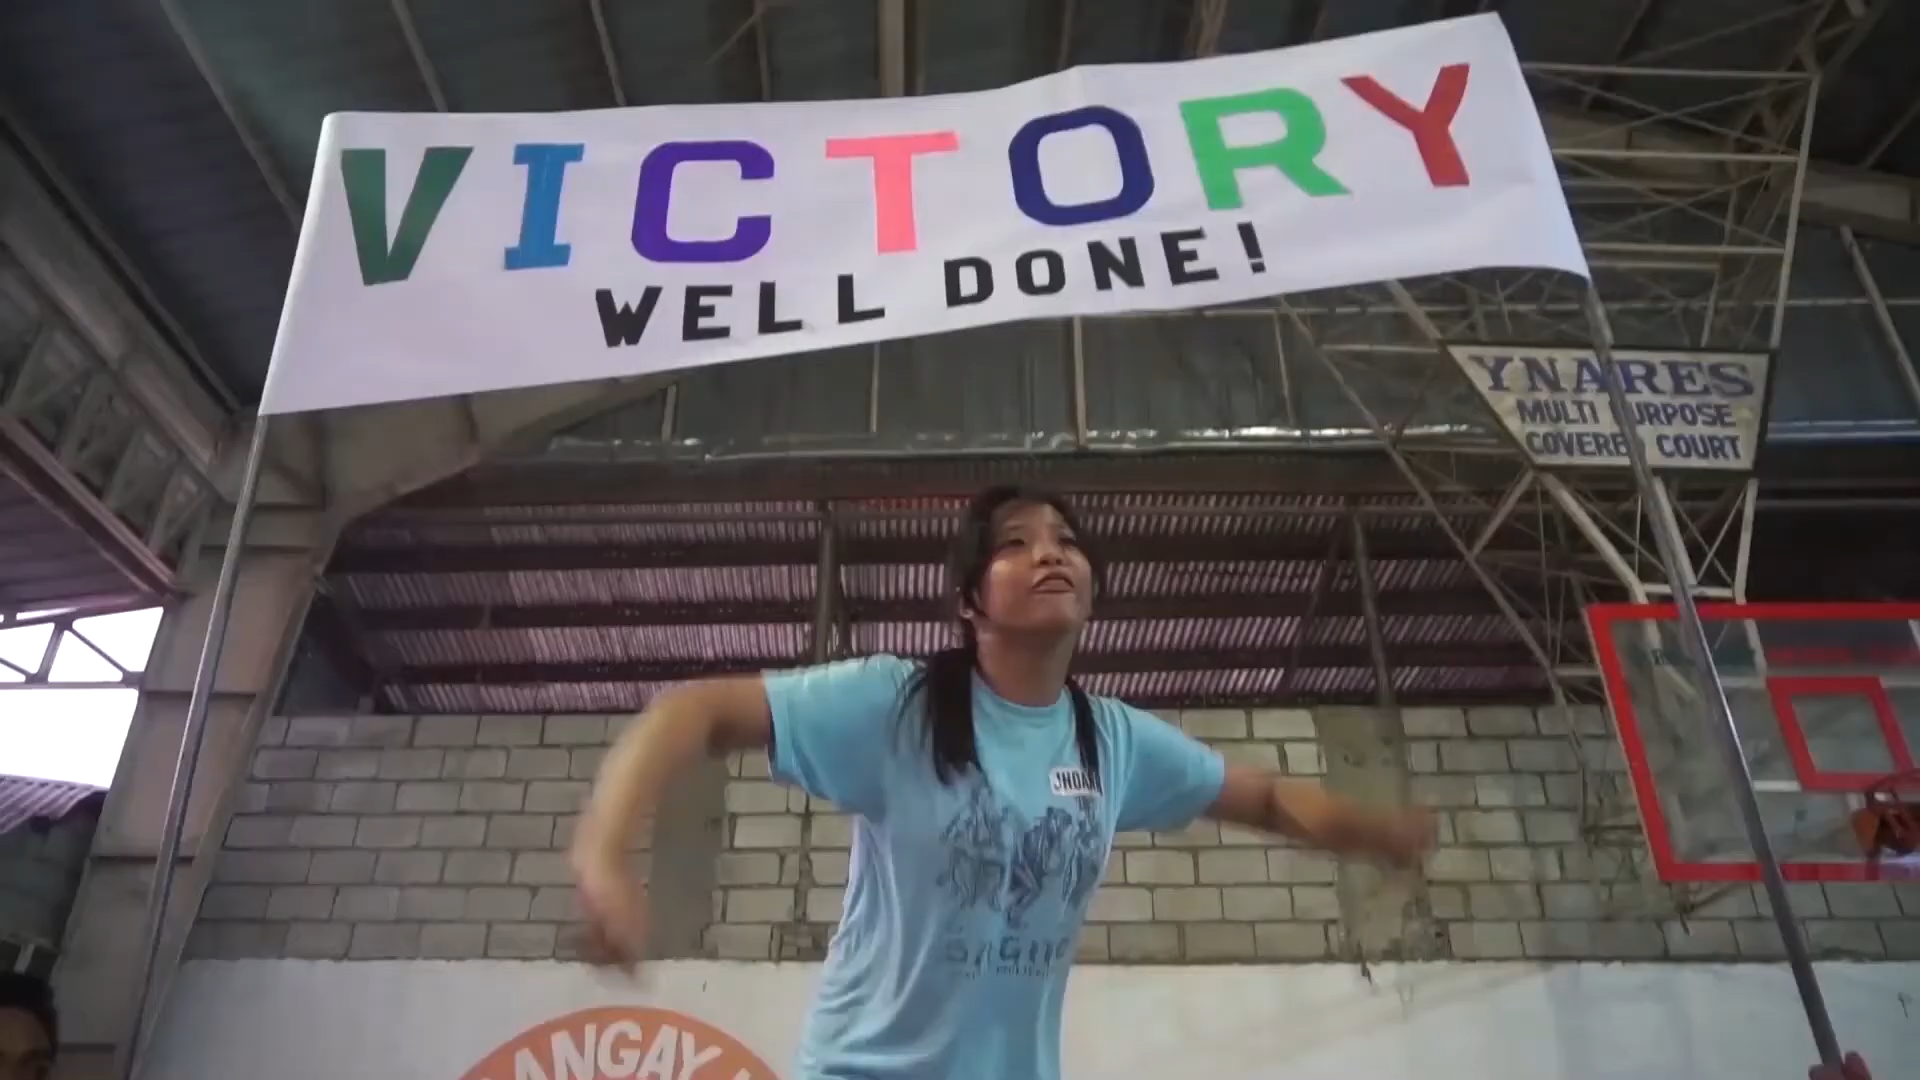 VICTORY
WELL DONE!
YNARES
MULTI PURPOSE
COVERED COURT